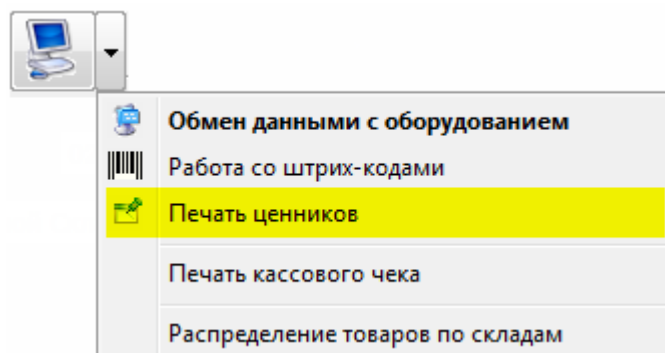 Обмен данными с оборудованием
Работа со штрих-кодами
Печать ценников
Печать кассового чека
Распределение товаров по складам